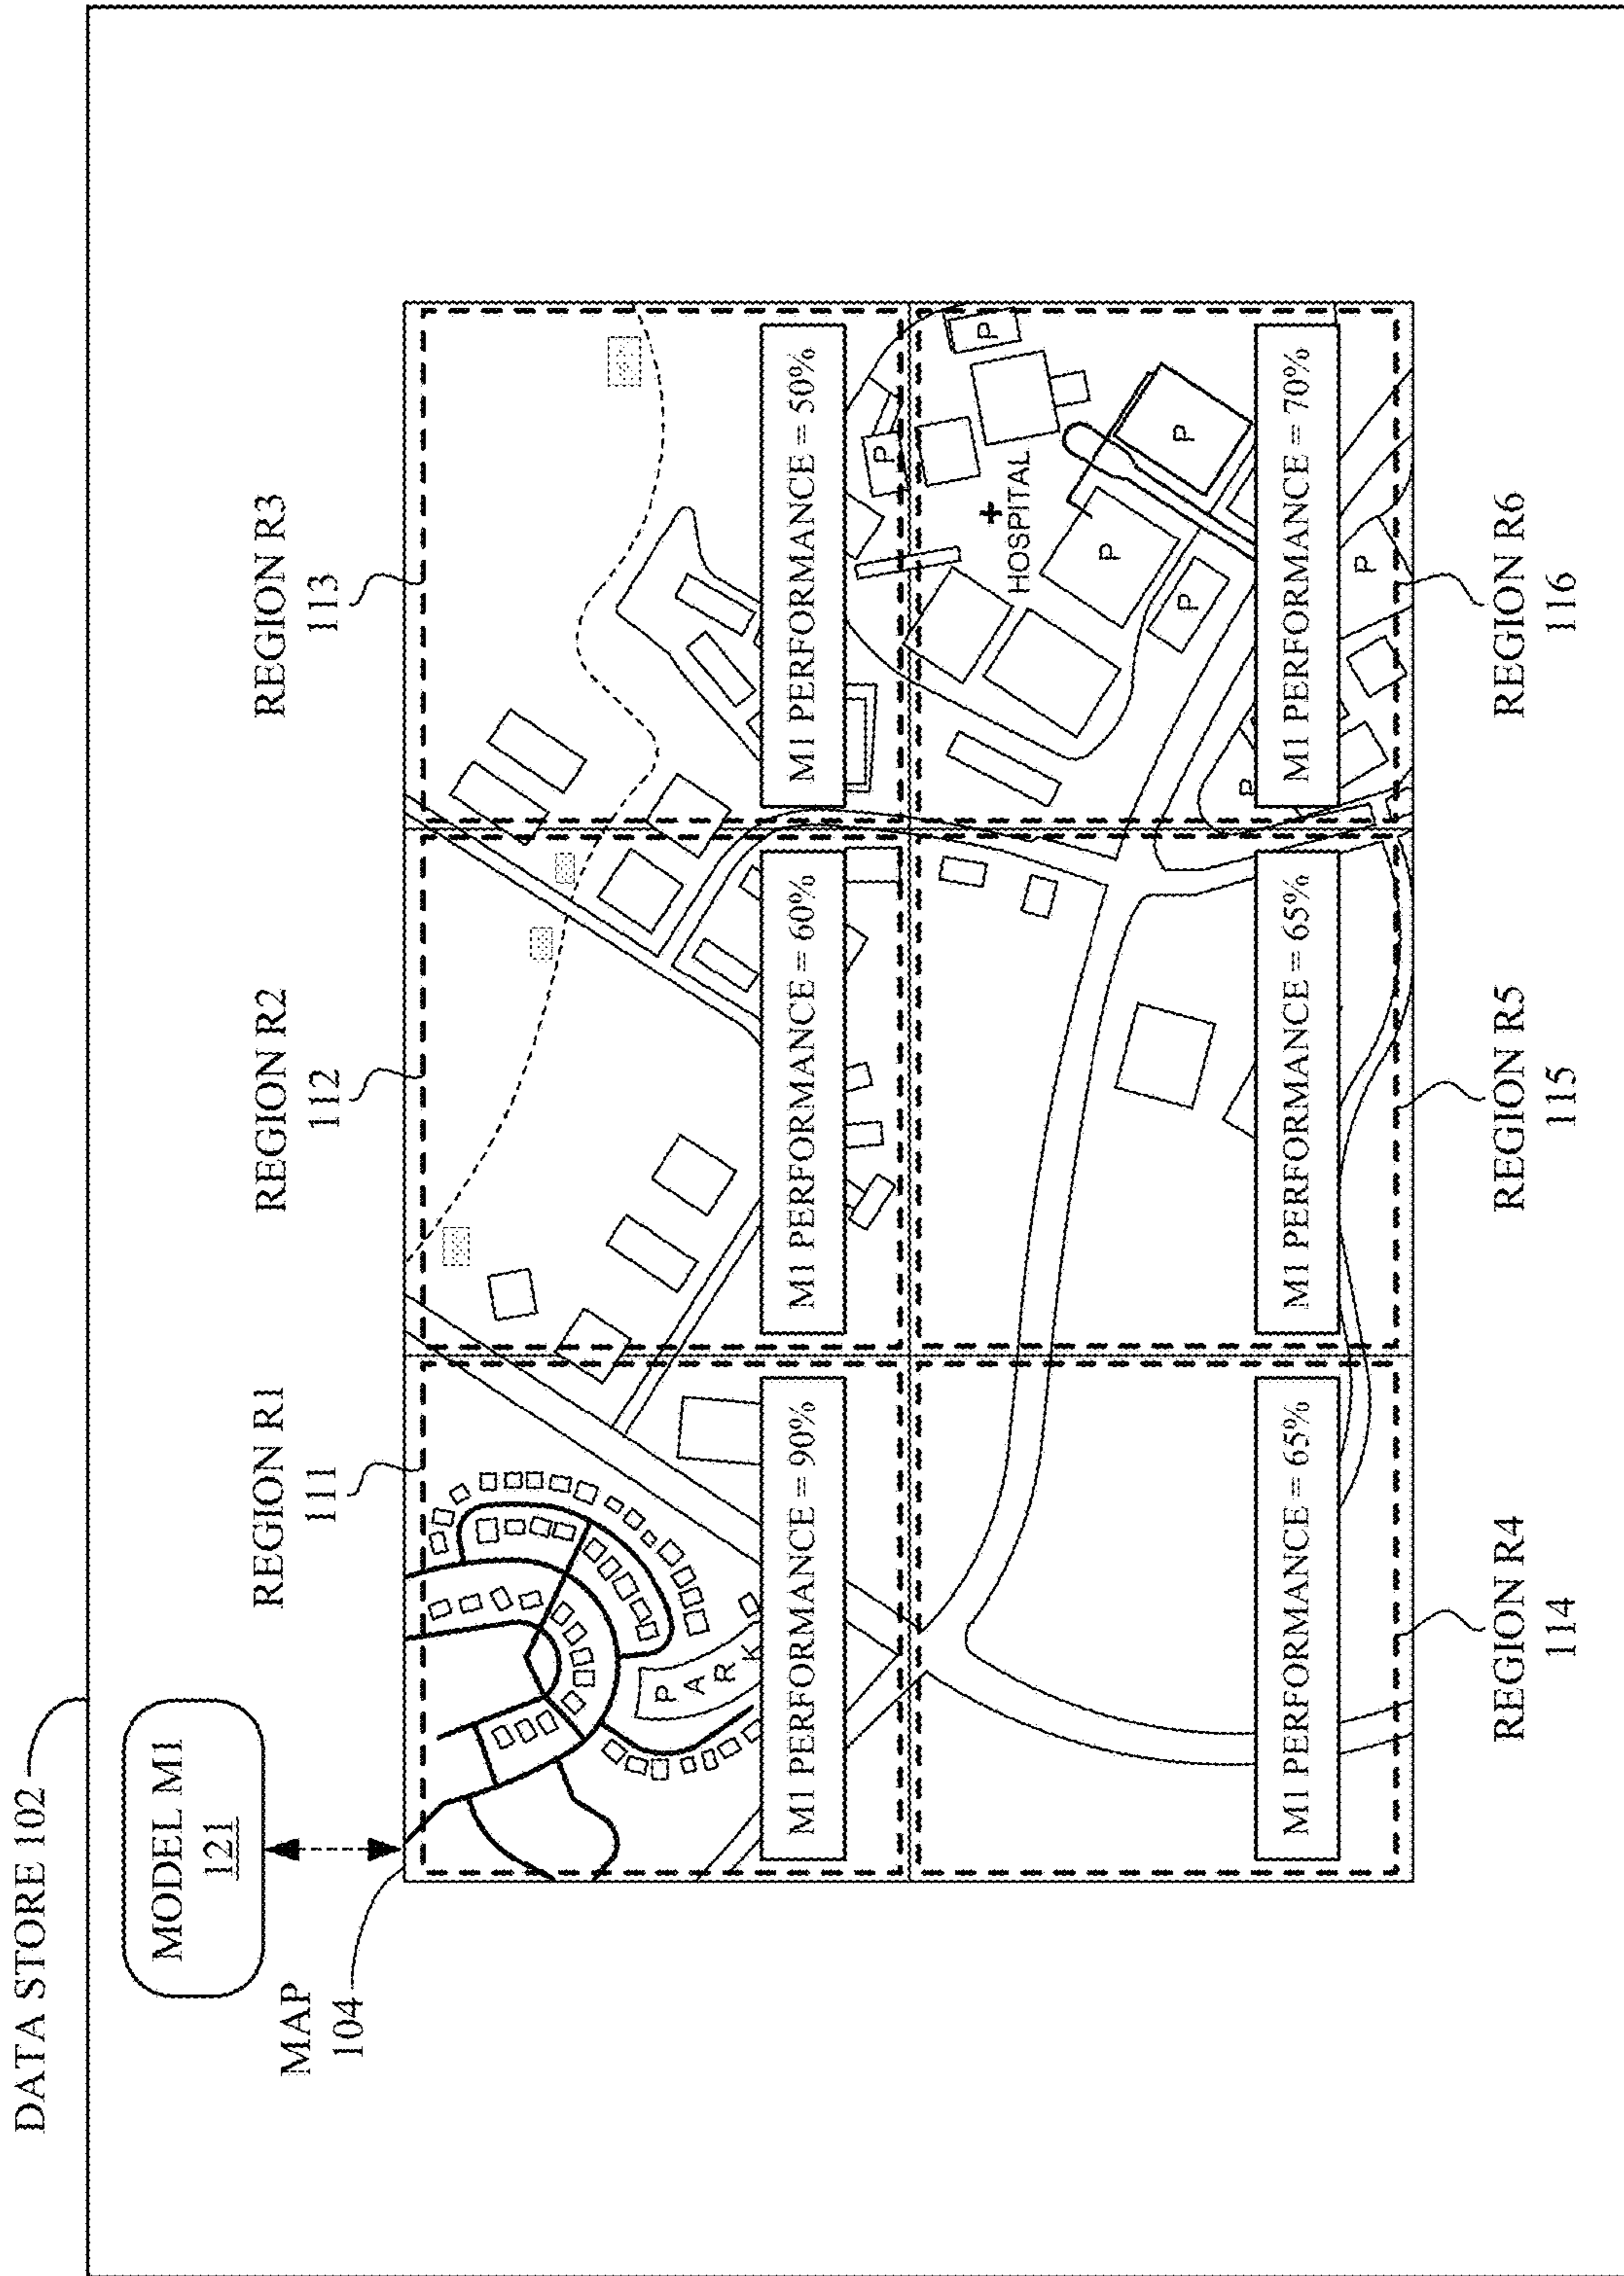 DATA STORE 102
MODEL M1
121
MAP
104
REGION R1
111
REGION R2
112
REGION R3
113
PARK
M1 PERFORMANCE = 90%
M1 PERFORMANCE = 60%
M1 PERFORMANCE = 50%
P
P
HOSPITAL
P
P
P
P
P
M1 PERFORMANCE = 65%
M1 PERFORMANCE = 65%
M1 PERFORMANCE = 70%
REGION R4
114
REGION R5
115
REGION R6
116